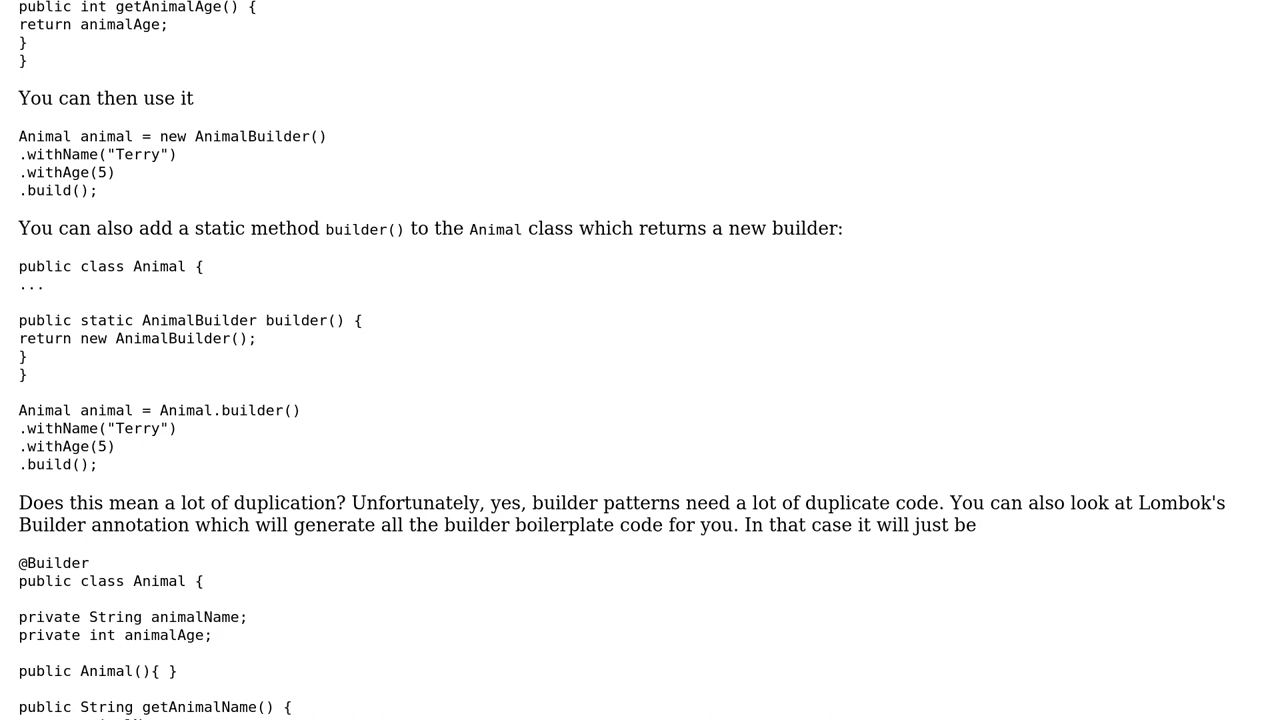 public int getAnimalAge() {
return animalAge;
}
}
You can then use it
Animal animal = new AnimalBuilder()
.withName("Terry")
.withAge(5)
.build();
You can also add a static method builder() to the Animal class which returns a new builder:
public class Animal {
...
public static AnimalBuilder builder() {
return new AnimalBuilder();
}
}
Animal animal = Animal.builder()
.withName("Terry")
.withAge(5)
.build();
Does this mean a lot of duplication? Unfortunately, yes, builder patterns need a lot of duplicate code. You can also look at Lombok's
Builder annotation which will generate all the builder boilerplate code for you. In that case it will just be
@Builder
public class Animal {
private String animalName;
private int animalAge;
public Animal(){ }
public String getAnimalName() {